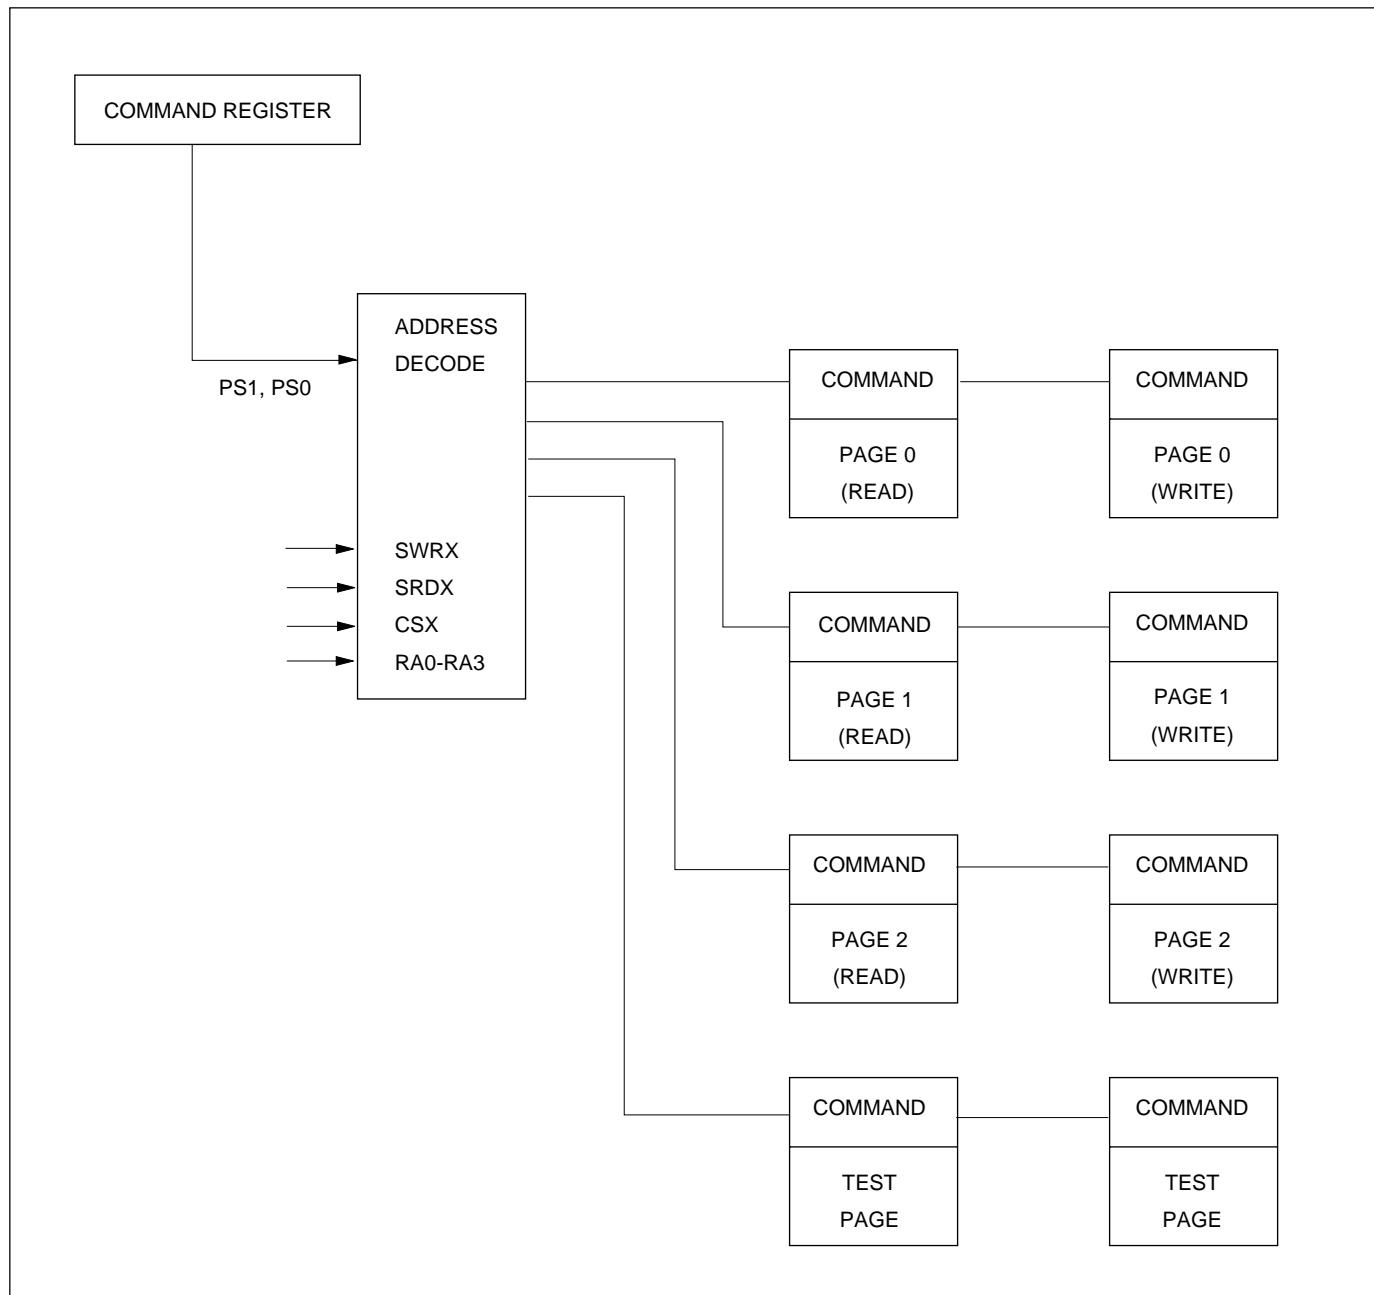 COMMAND REGISTER
ADDRESS
DECODE
PS1, PS0
SWRX
SRDX
CSX
RA0-RA3
COMMAND
PAGE 0
(READ)
COMMAND
PAGE 0
(WRITE)
COMMAND
PAGE 1
(READ)
COMMAND
PAGE 1
(WRITE)
COMMAND
PAGE 2
(READ)
COMMAND
PAGE 2
(WRITE)
COMMAND
TEST
PAGE
COMMAND
TEST
PAGE